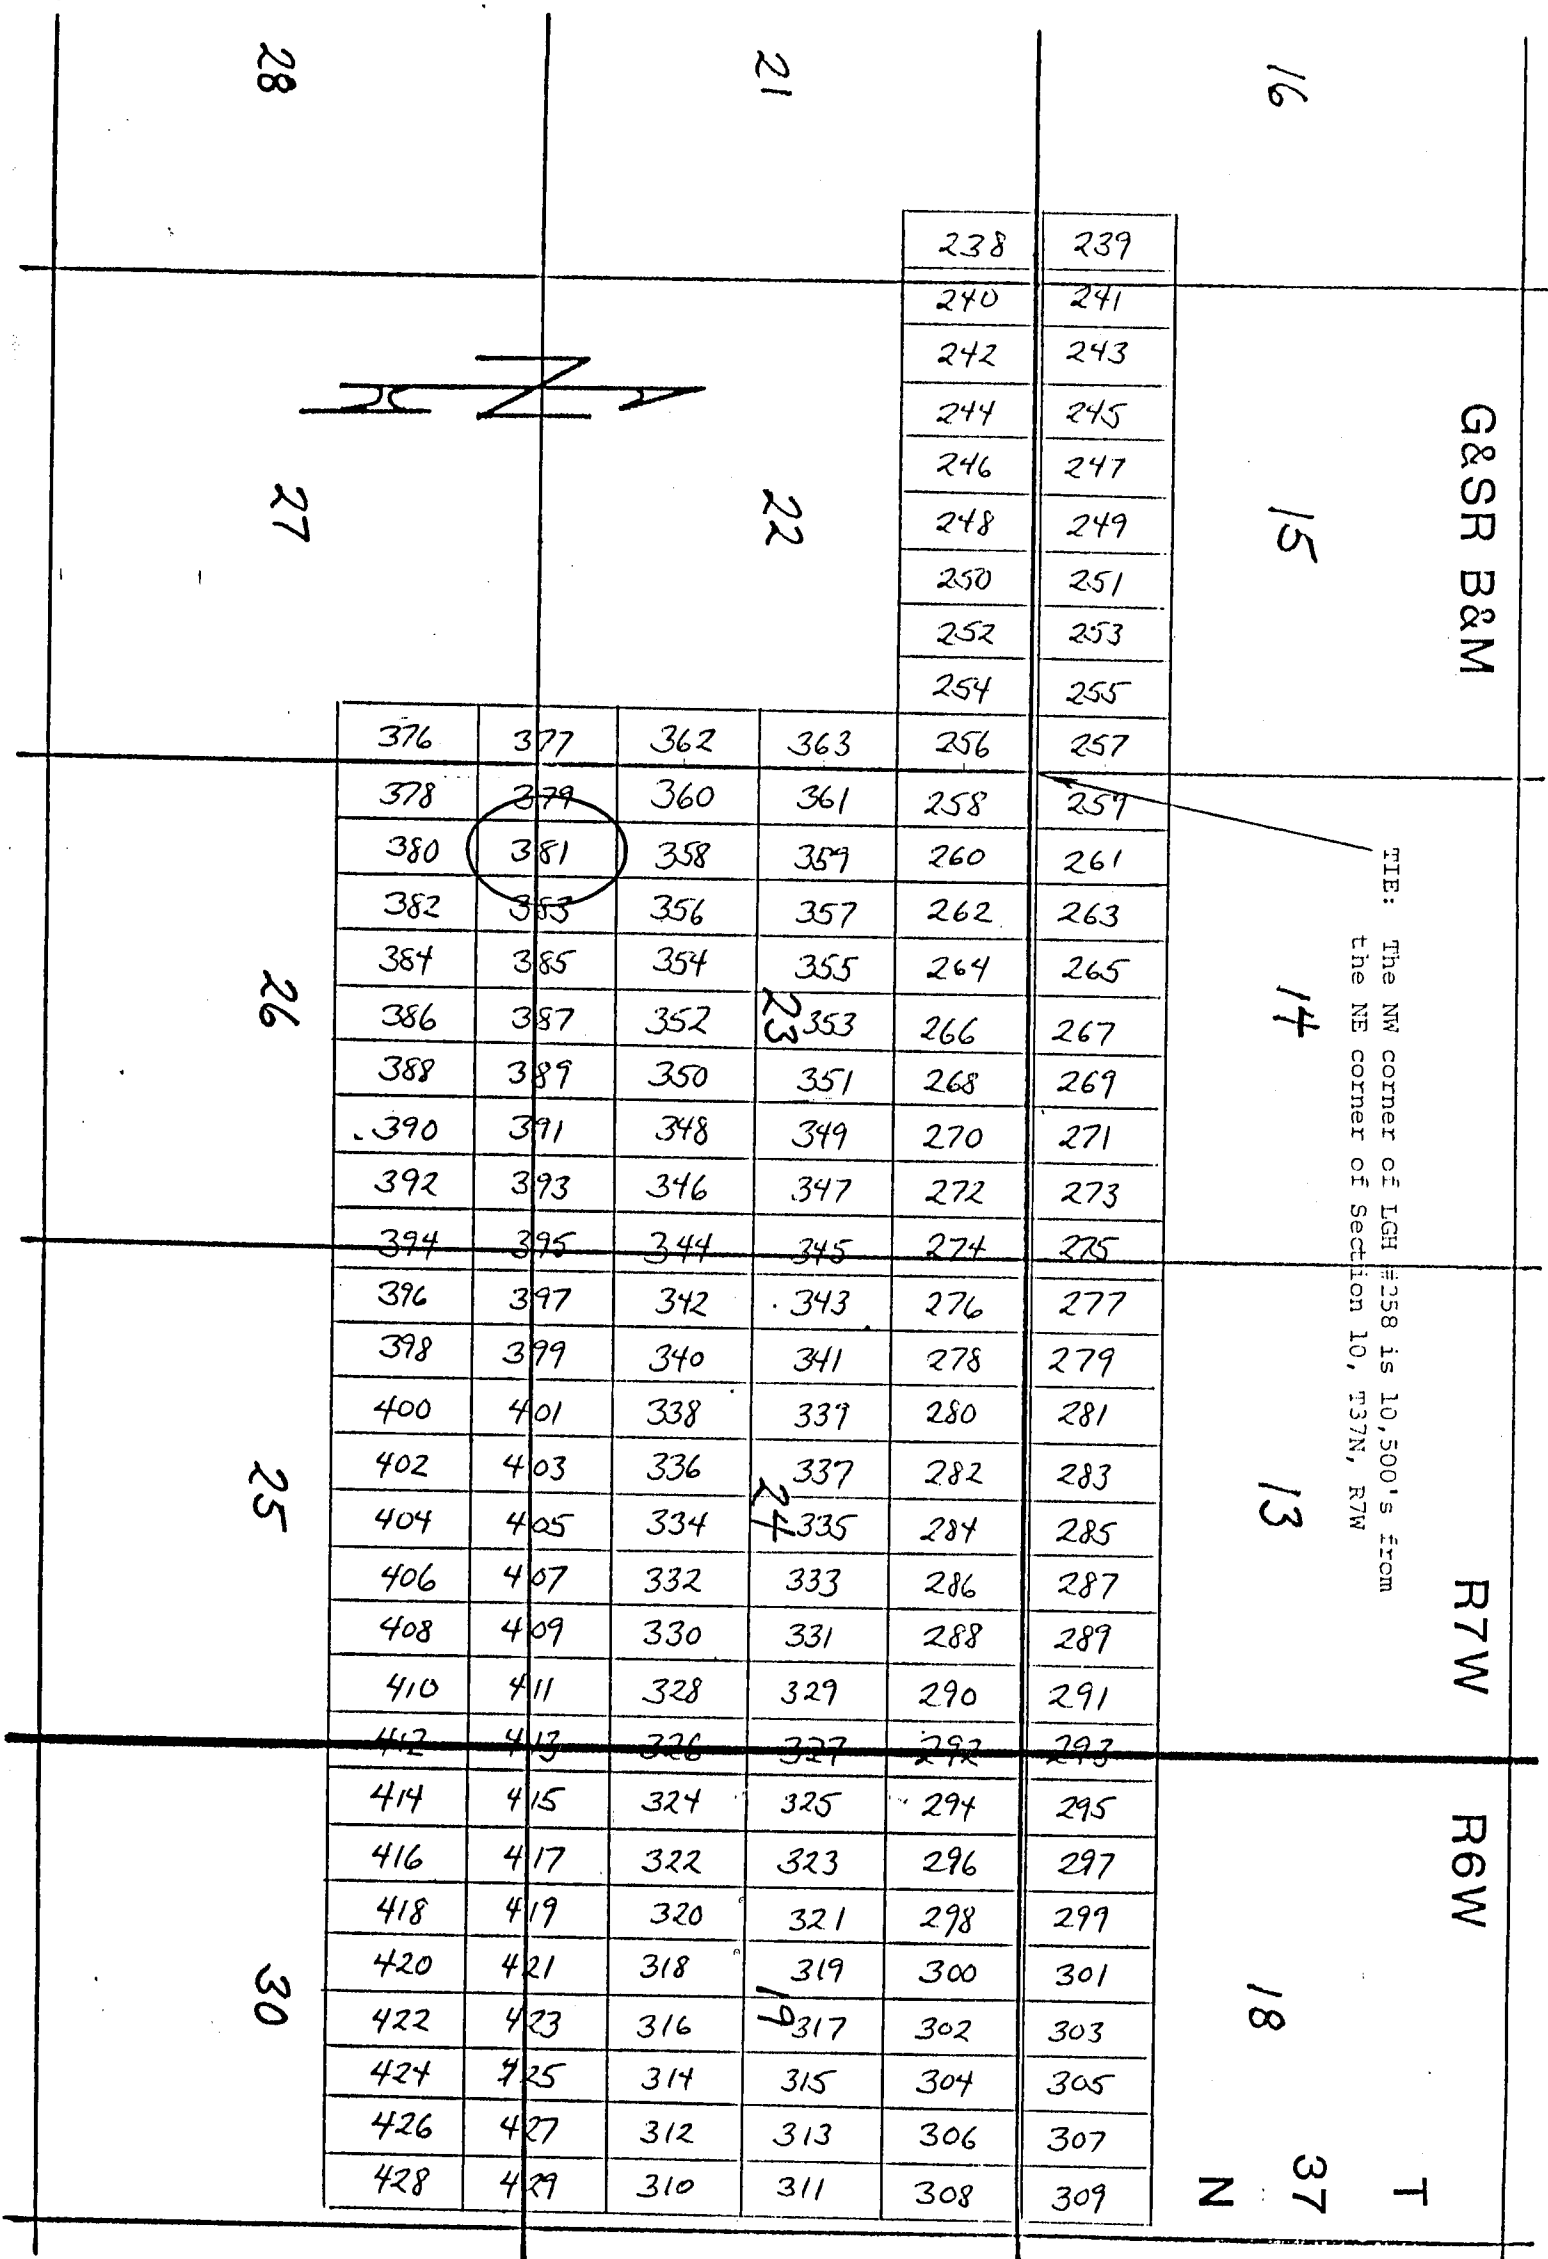 G&SR B&M
R7W
R6W
T
37
N
TIE: The NW corner of LGH #258 is 10,500's from
the NE corner of Section 10, T37N, R7W
16
15
14
13
18
21
22
23
24
19
28
27
26
25
30
N
238 239
240 241
242 243
244 245
246 247
248 249
250 251
252 253
254 255
376 377 362 363 256 257
378 379 360 361 258 259
380 381 358 359 260 261
382 383 356 357 262 263
384 385 354 355 264 265
386 387 352 353 266 267
388 389 350 351 268 269
390 391 348 349 270 271
392 393 346 347 272 273
394 395 344 345 274 275
396 397 342 343 276 277
398 399 340 341 278 279
400 401 338 339 280 281
402 403 336 337 282 283
404 405 334 335 284 285
406 407 332 333 286 287
408 409 330 331 288 289
410 411 328 329 290 291
412 413 326 327 292 293
414 415 324 325 294 295
416 417 322 323 296 297
418 419 320 321 298 299
420 421 318 319 300 301
422 423 316 317 302 303
424 425 314 315 304 305
426 427 312 313 306 307
428 429 310 311 308 309